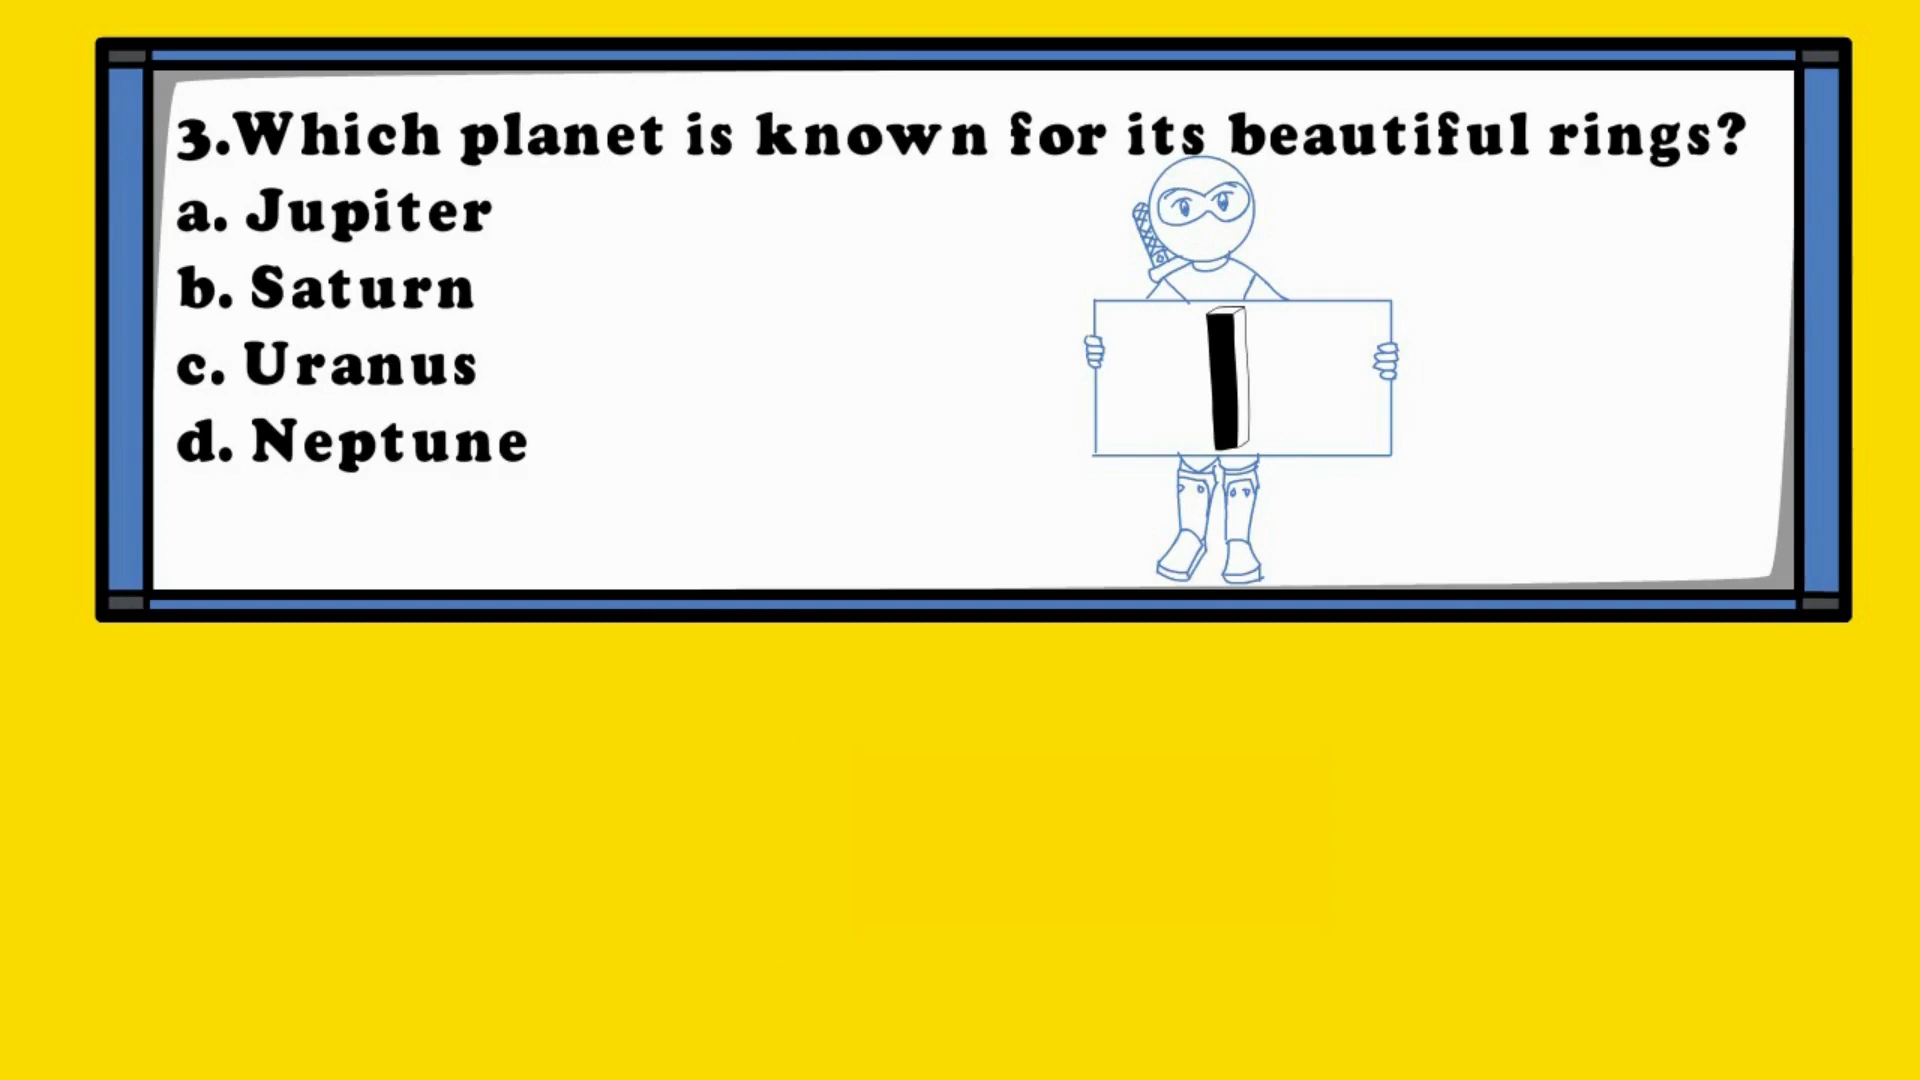 3.Which planet is known for its beautiful rings?
a. Jupiter
b. Saturn
c. Uranus
d. Neptune
1